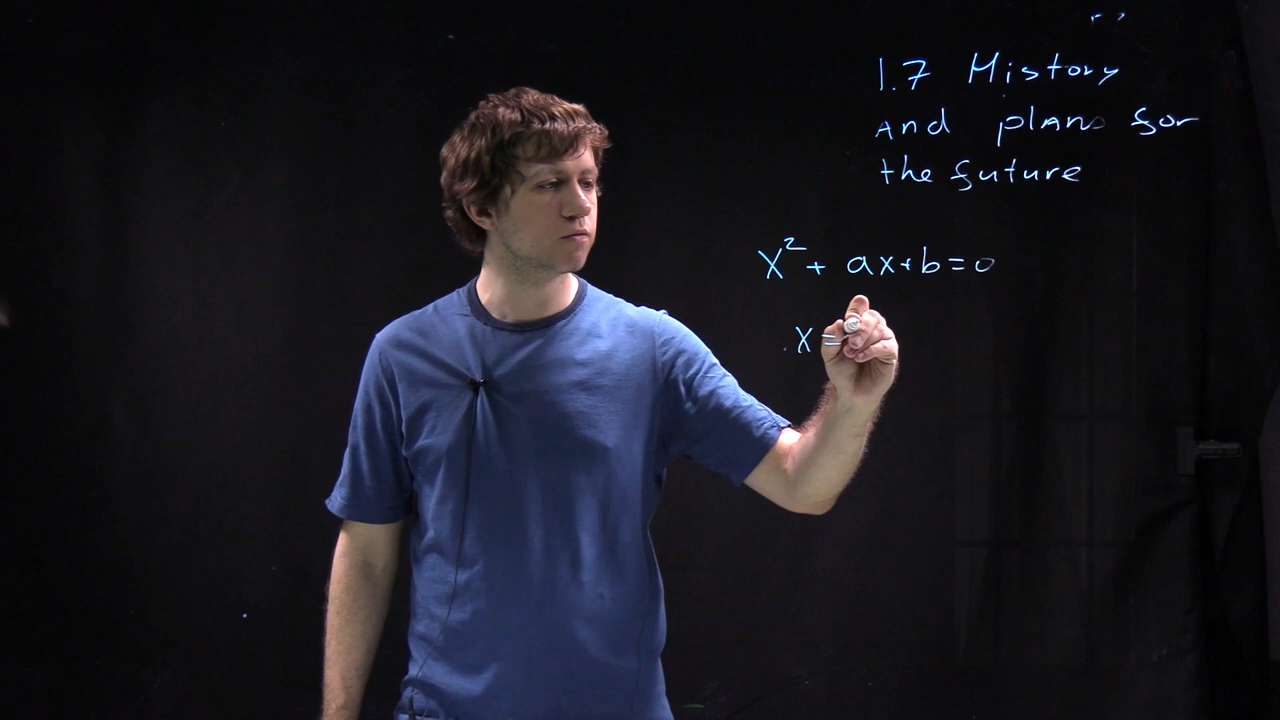 1.7 History
and plans for
the future
x² + ax+b=0
x=